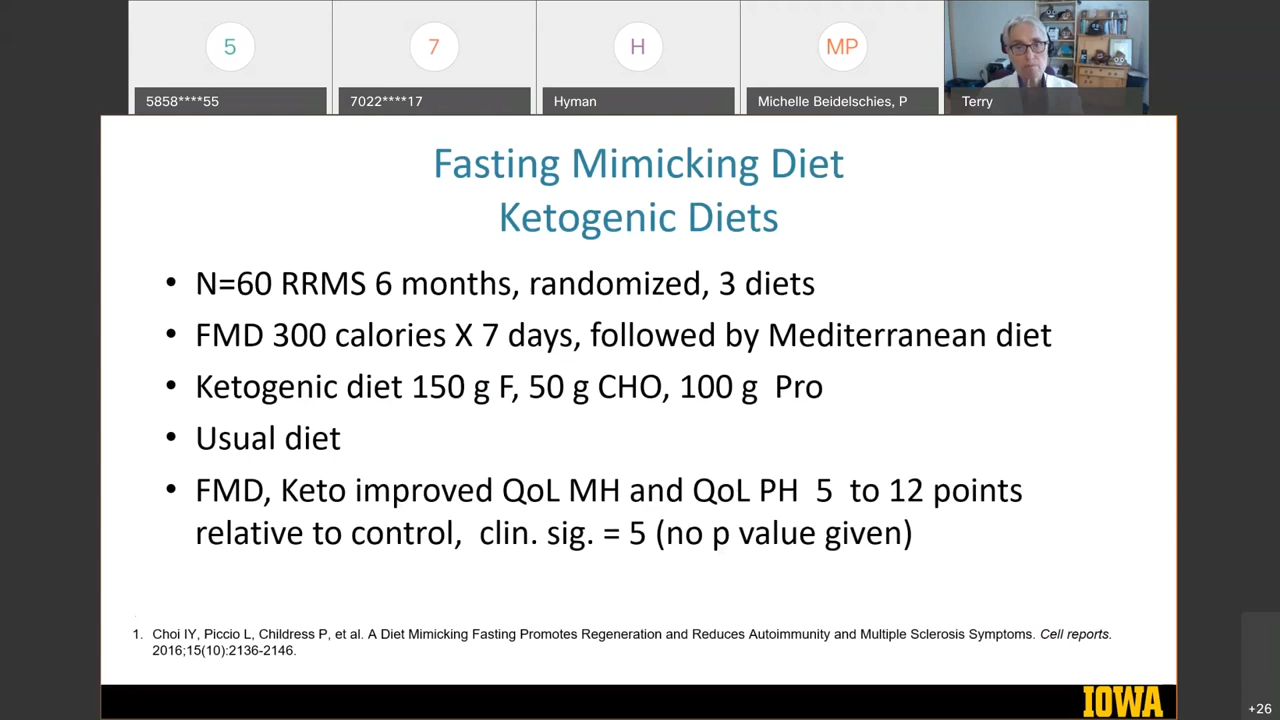 5
7
H
MP
5858****55
7022****17
Hyman
Michelle Beidelschies, P
Terry
Fasting Mimicking Diet
Ketogenic Diets
• N=60 RRMS 6 months, randomized, 3 diets
• FMD 300 calories X 7 days, followed by Mediterranean diet
• Ketogenic diet 150 g F, 50 g CHO, 100 g Pro
• Usual diet
• FMD, Keto improved QoL MH and QoL PH 5 to 12 points
relative to control, clin. sig. = 5 (no p value given)
1. Choi IY, Piccio L, Childress P, et al. A Diet Mimicking Fasting Promotes Regeneration and Reduces Autoimmunity and Multiple Sclerosis Symptoms. Cell reports.
2016;15(10):2136-2146.
IOWA
+26